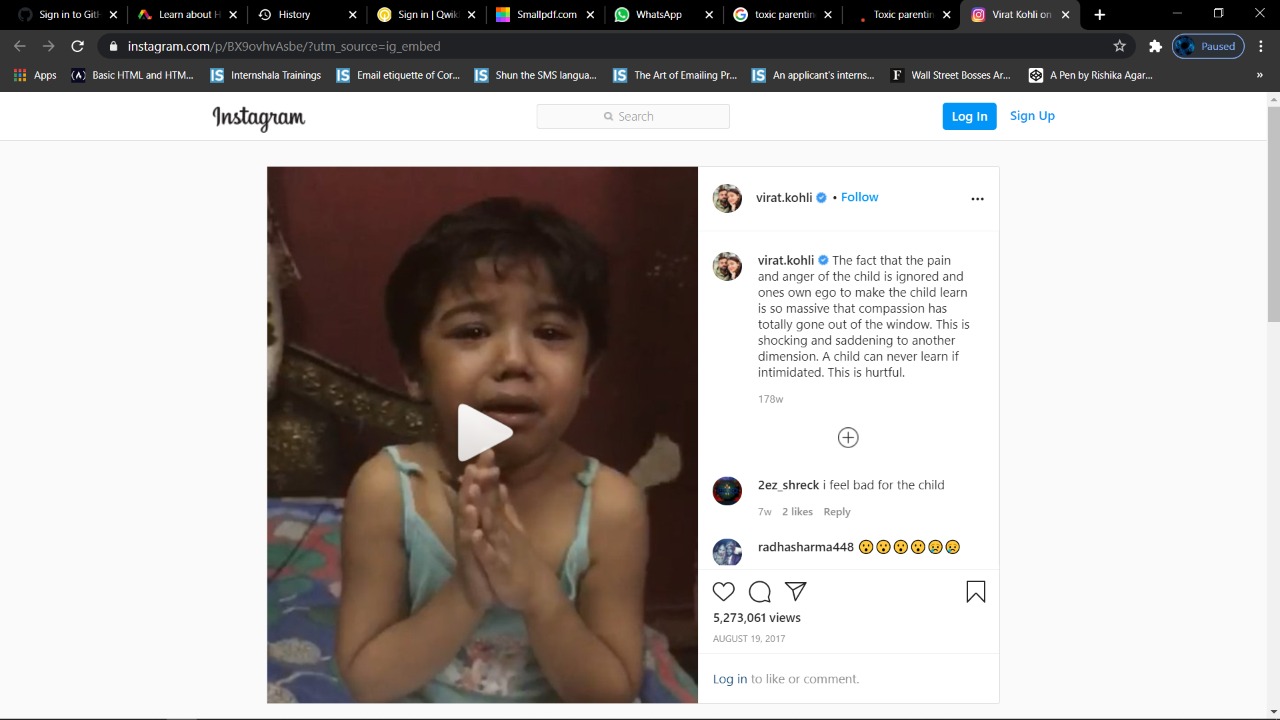 Sign in to GitH
Learn about H
History
Sign in | Qwik
Smallpdf.com
WhatsApp
toxic parentin
Toxic parenti
Virat Kohli on
instagram.com/p/BX9ovhvAsbe/?utm_source=ig_embed
Paused
Apps
Basic HTML and HTM...
Internshala Trainings
Email etiquette of Cor...
Shun the SMS langua...
The Art of Emailing Pr...
An applicant's interns...
Wall Street Bosses Ar...
A Pen by Rishika Agar...
»
Instagram
Search
Log In
Sign Up
virat.kohli • Follow
virat.kohli The fact that the pain
and anger of the child is ignored and
ones own ego to make the child learn
is so massive that compassion has
totally gone out of the window. This is
shocking and saddening to another
dimension. A child can never learn if
intimidated. This is hurtful.
178w
2ez_shreck i feel bad for the child
7w 2 likes Reply
radhasharma448 😮😮😮😮😢😢
5,273,061 views
AUGUST 19, 2017
Log in to like or comment.